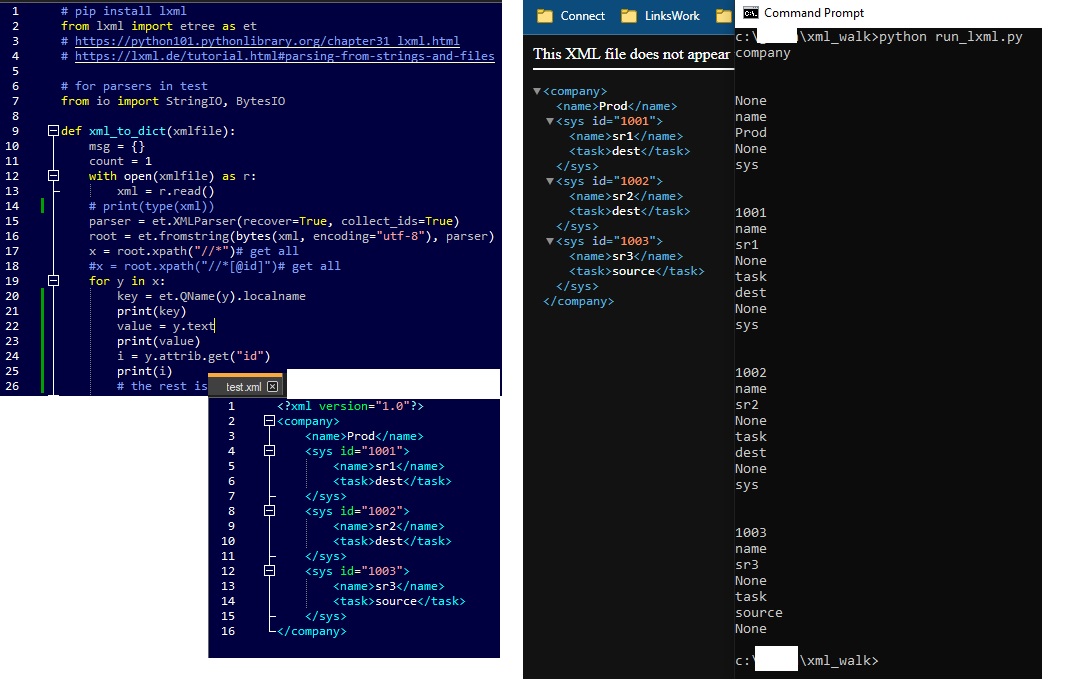 1 # pip install lxml
2 from lxml import etree as et
3 # https://python101.pythonlibrary.org/chapter31_lxml.html
4 # https://lxml.de/tutorial.html#parsing-from-strings-and-files
5
6 # for parsers in test
7 from io import StringIO, BytesIO
8
9 def xml_to_dict(xmlfile):
10 msg = {}
11 count = 1
12 with open(xmlfile) as r:
13 xml = r.read()
14 # print(type(xml))
15 parser = et.XMLParser(recover=True, collect_ids=True)
16 root = et.fromstring(bytes(xml, encoding="utf-8"), parser)
17 x = root.xpath("//*")# get all
18 #x = root.xpath("//*[@id]")# get all
19 for y in x:
20 key = et.QName(y).localname
21 print(key)
22 value = y.text
23 print(value)
24 i = y.attrib.get("id")
25 print(i)
26 # the rest is
test.xml
1 <?xml version="1.0"?>
2 <company>
3 <name>Prod</name>
4 <sys id="1001">
5 <name>sr1</name>
6 <task>dest</task>
7 </sys>
8 <sys id="1002">
9 <name>sr2</name>
10 <task>dest</task>
11 </sys>
12 <sys id="1003">
13 <name>sr3</name>
14 <task>source</task>
15 </sys>
16 </company>
Connect LinksWork
This XML file does not appear
<company>
<name>Prod</name>
<sys id="1001">
<name>sr1</name>
<task>dest</task>
</sys>
<sys id="1002">
<name>sr2</name>
<task>dest</task>
</sys>
<sys id="1003">
<name>sr3</name>
<task>source</task>
</sys>
</company>
Command Prompt
c:\ \xml_walk>python run_lxml.py
company
None
name
Prod
None
sys
1001
name
sr1
None
task
dest
None
sys
1002
name
sr2
None
task
dest
None
sys
1003
name
sr3
None
task
source
None
c:\ \xml_walk>